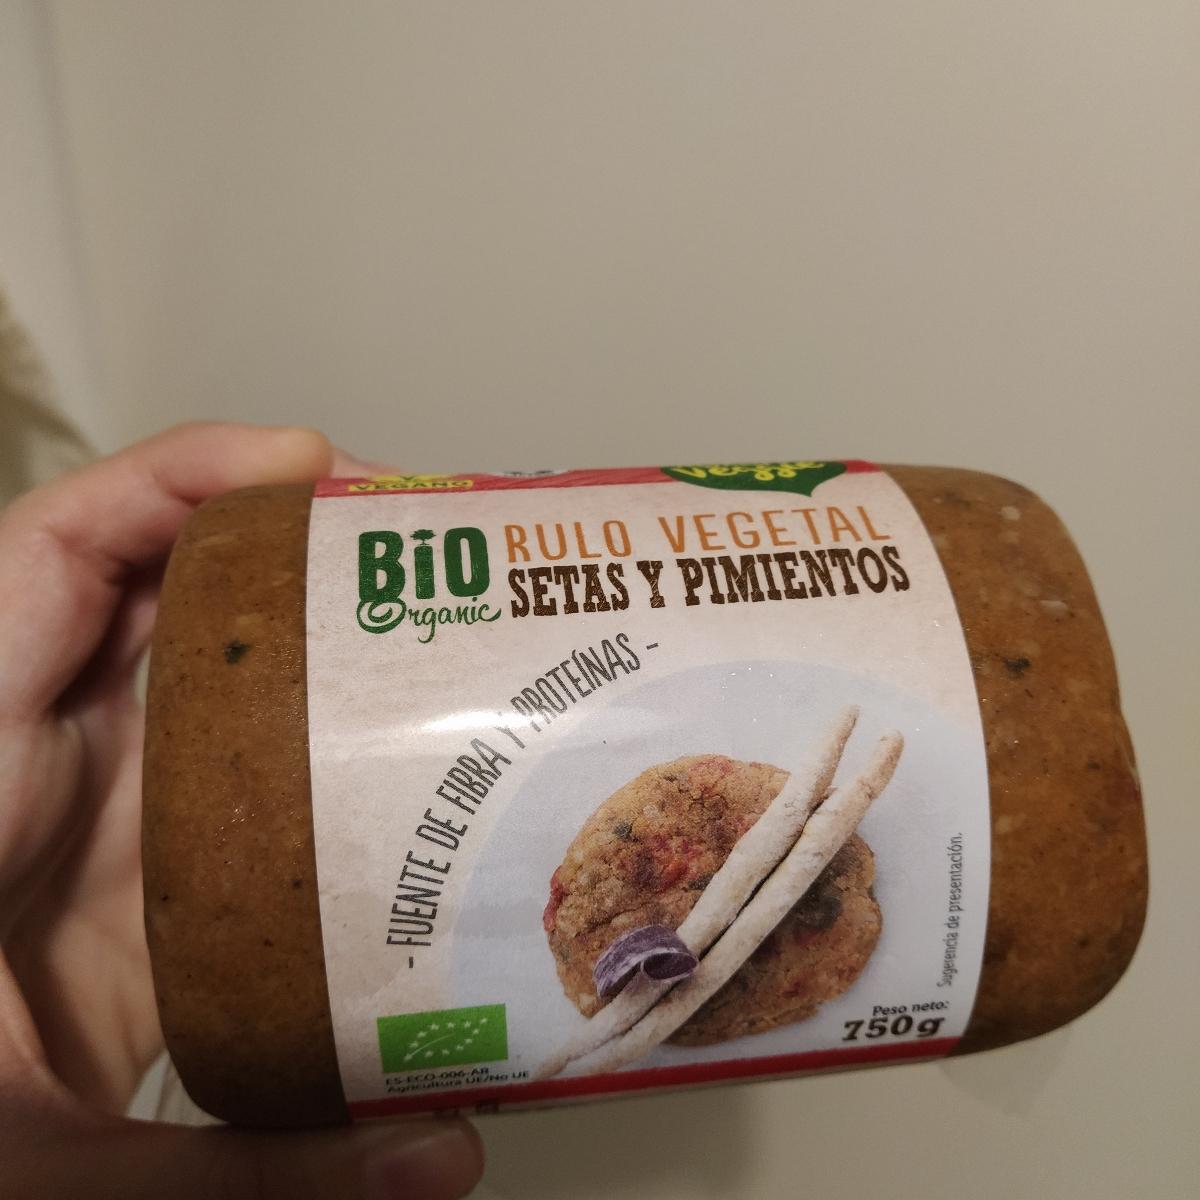 VEGANO
Veggie
BiO
Organic
RULO VEGETAL
SETAS Y PIMIENTOS
- FUENTE DE FIBRA Y PROTEÍNAS -
Sugerencia de presentación.
Peso neto:
750g
ES-ECO-006-AR
Agricultura UE/No UE